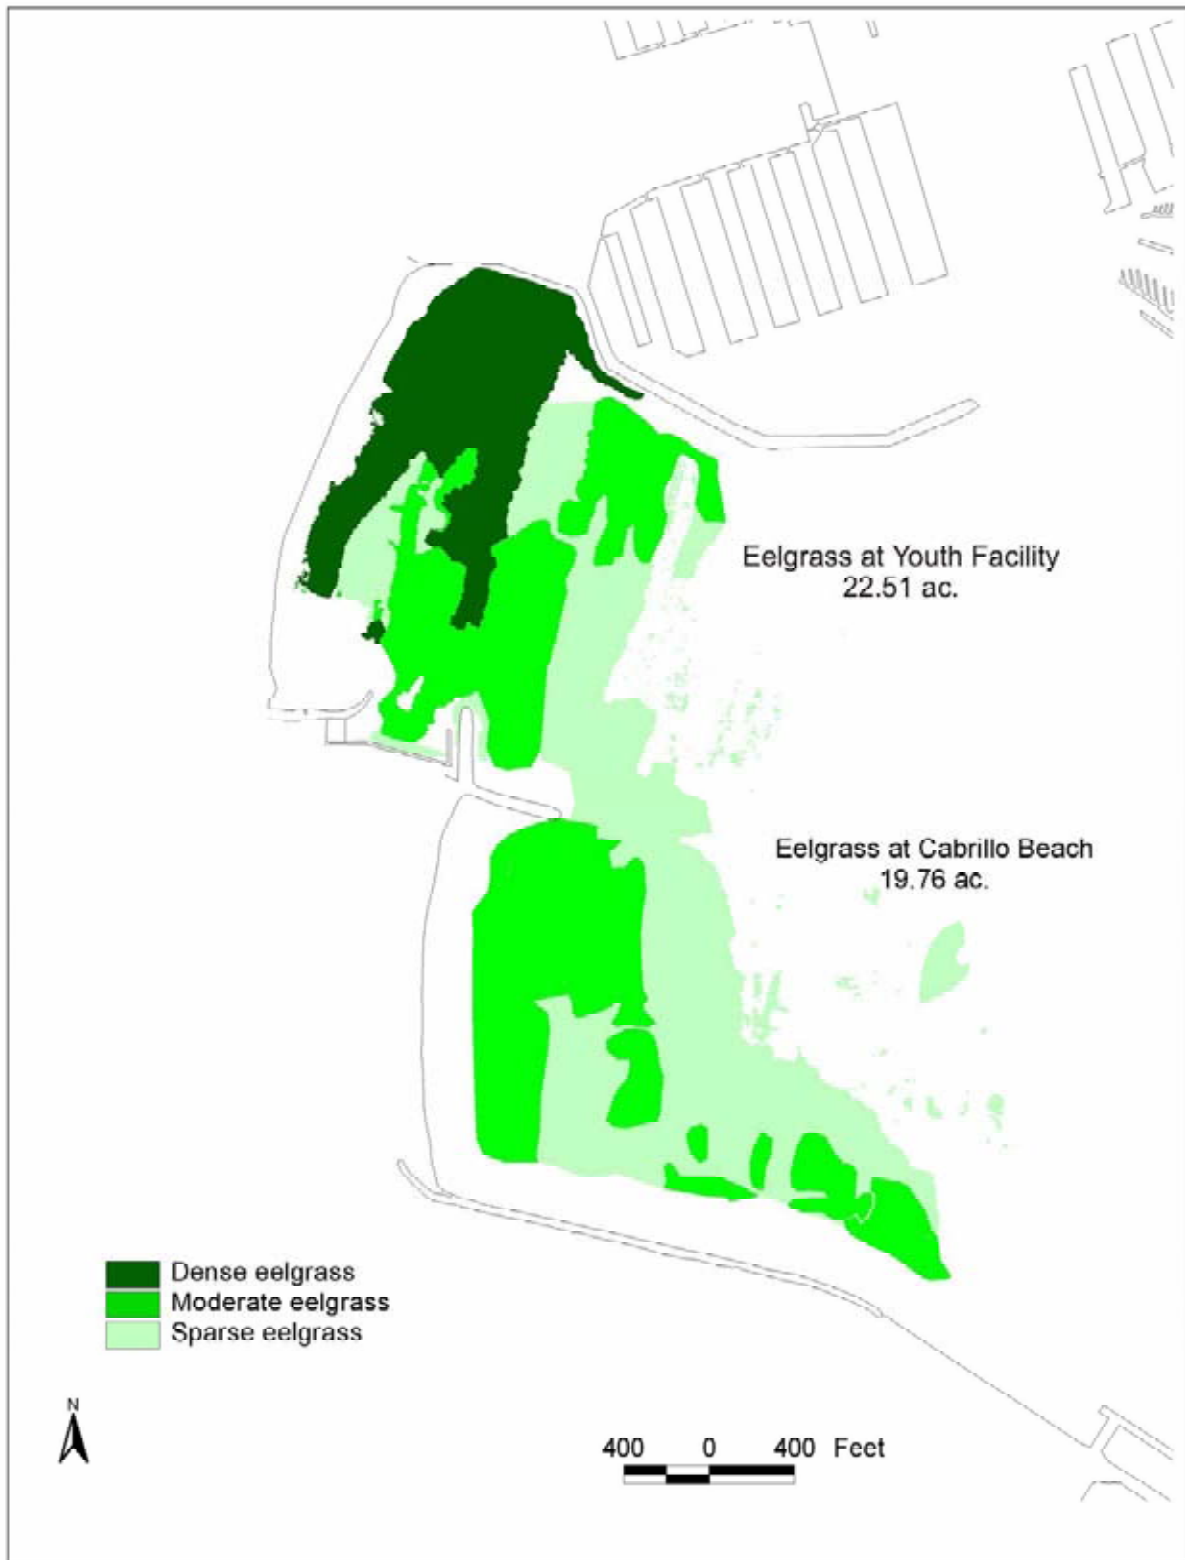 Eelgrass at Youth Facility
22.51 ac.
Eelgrass at Cabrillo Beach
19.76 ac.
Dense eelgrass
Moderate eelgrass
Sparse eelgrass
N
400 0 400 Feet